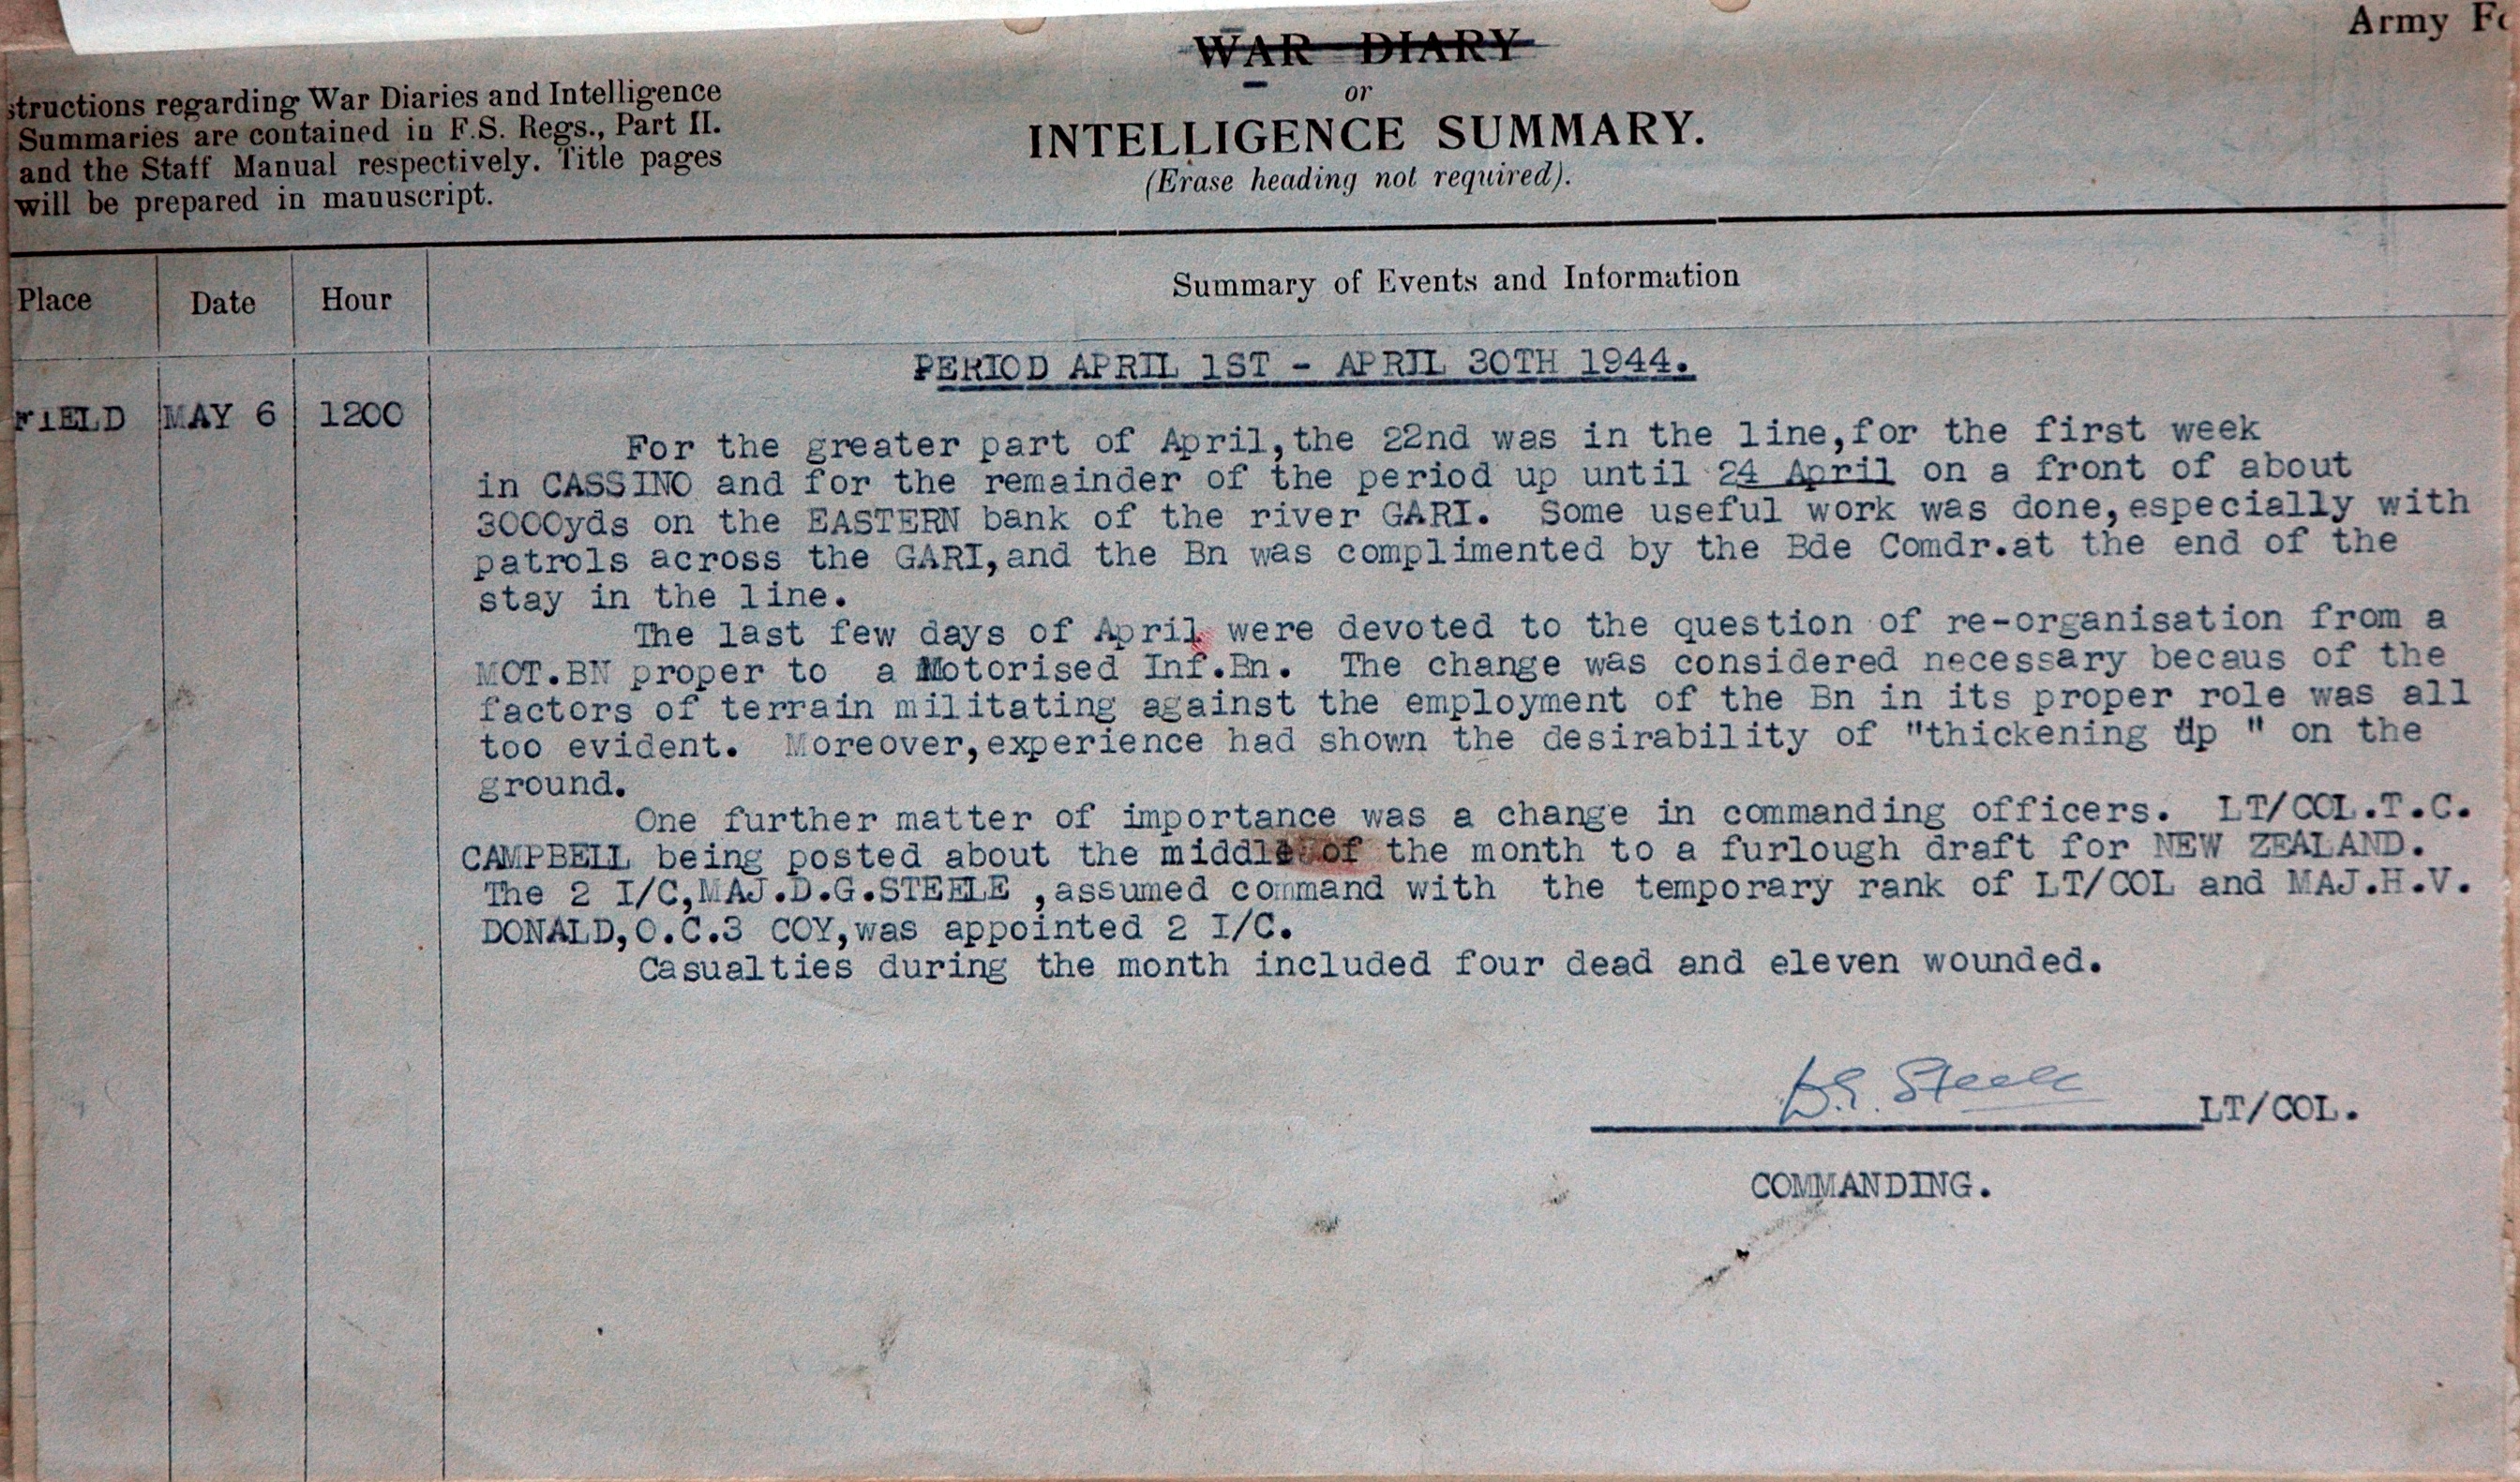 Army
WAR DIARY
or
INTELLIGENCE SUMMARY.
(Erase heading not required).
structions regarding War Diaries and Intelligence
Summaries are contained in F.S. Regs., Part II.
and the Staff Manual respectively. Title pages
will be prepared in manuscript.
Place Date Hour Summary of Events and Information
PERIOD APRIL 1ST - APRIL 30TH 1944.
FIELD MAY 6 1200
For the greater part of April,the 22nd was in the line,for the first week
in CASSINO and for the remainder of the period up until 24 April on a front of about
3000yds on the EASTERN bank of the river GARI. Some useful work was done,especially with
patrols across the GARI,and the Bn was complimented by the Bde Comdr.at the end of the
stay in the line.
The last few days of April were devoted to the question of re-organisation from a
MOT.BN proper to a Motorised Inf.Bn. The change was considered necessary becaus of the
factors of terrain militating against the employment of the Bn in its proper role was all
too evident. Moreover,experience had shown the desirability of "thickening up " on the
ground.
One further matter of importance was a change in commanding officers. LT/COL.T.C.
CAMPBELL being posted about the middle of the month to a furlough draft for NEW ZEALAND.
The 2 I/C,MAJ.D.G.STEELE ,assumed command with the temporary rank of LT/COL and MAJ.H.V.
DONALD,O.C.3 COY,was appointed 2 I/C.
Casualties during the month included four dead and eleven wounded.
D.G. Steele LT/COL.
COMMANDING.